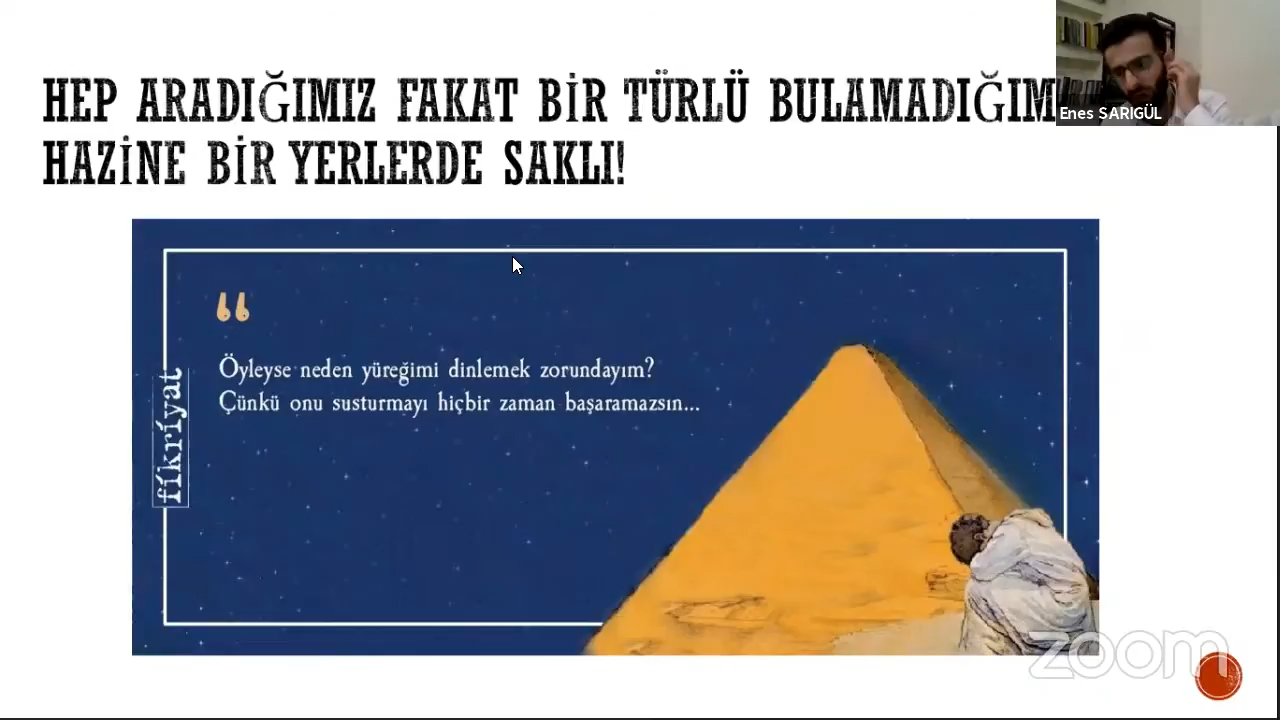 HEP ARADIĞIMIZ FAKAT BİR TÜRLÜ BULAMADIĞIM
HAZİNE BİR YERLERDE SAKLI!
Enes SARIGÜL
“
Öyleyse neden yüreğimi dinlemek zorundayım?
Çünkü onu susturmayı hiçbir zaman başaramazsın...
fikriyat
zoom